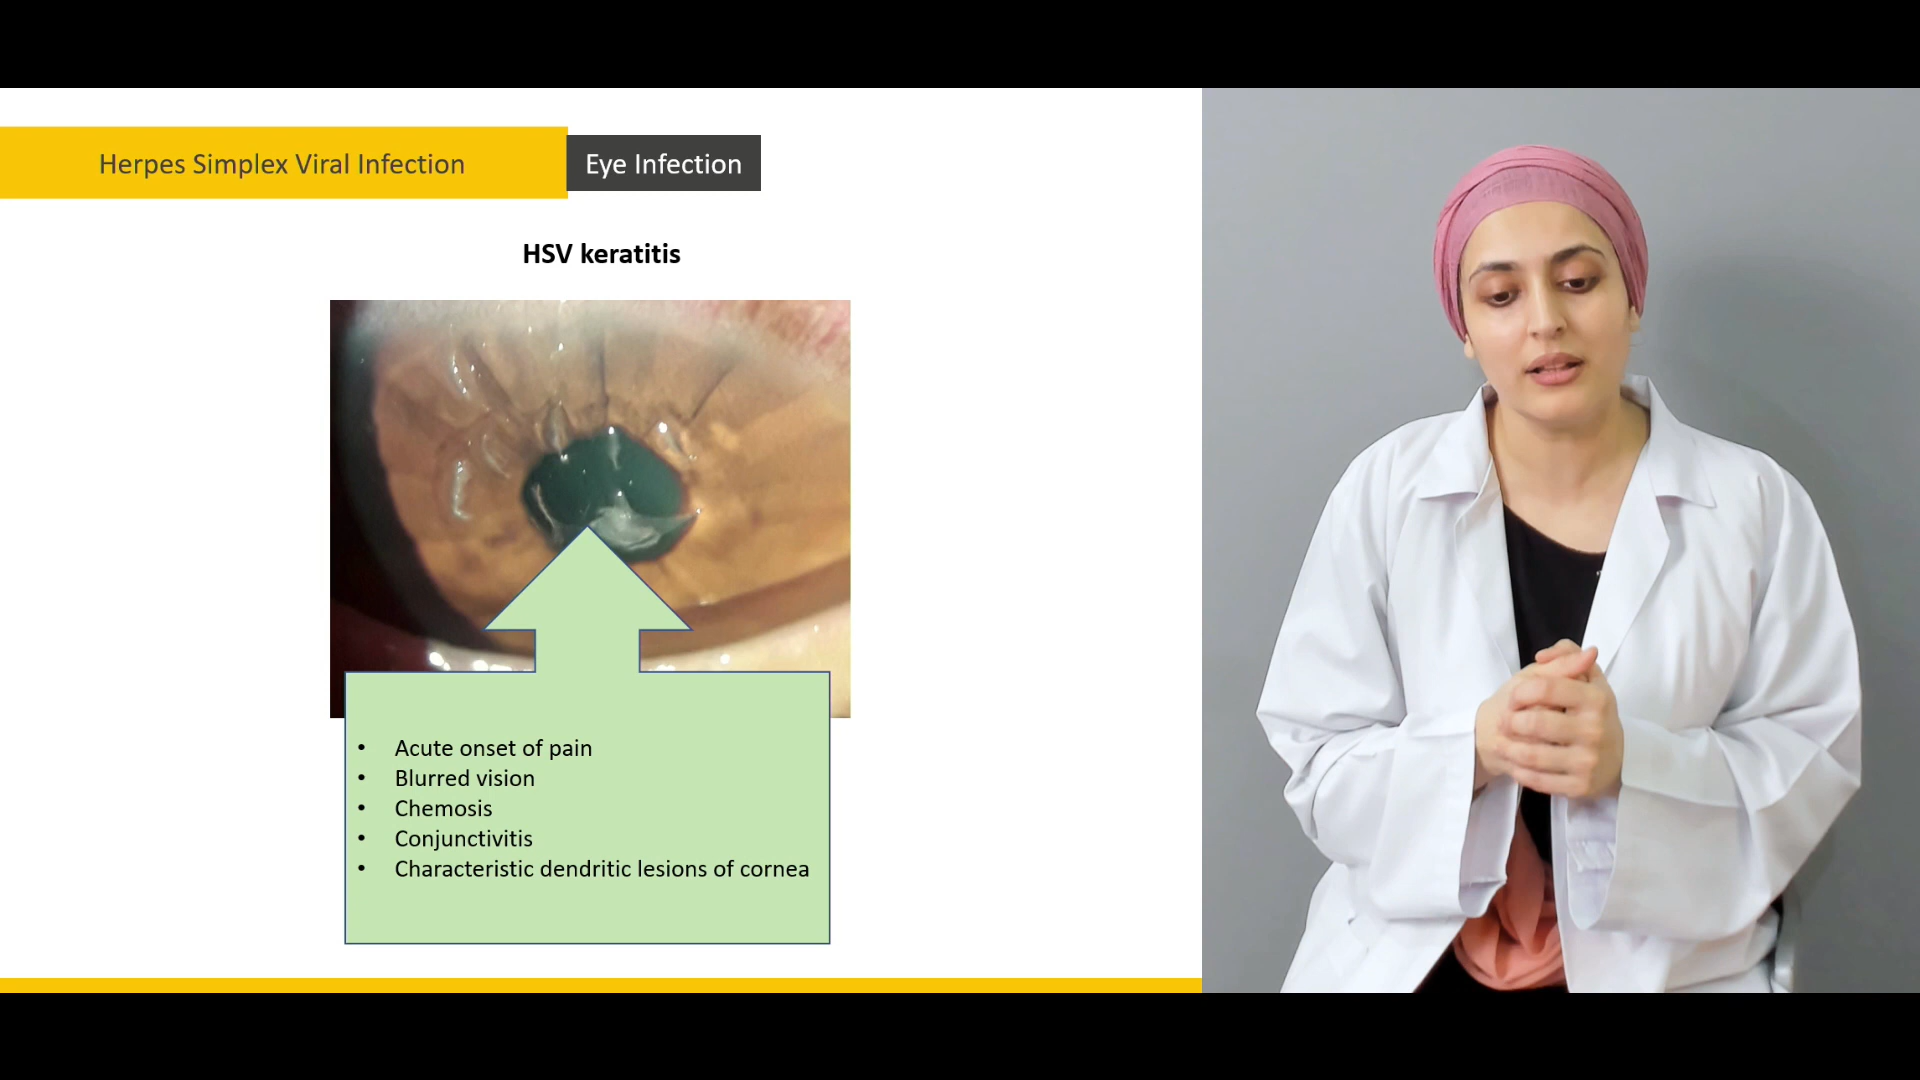 Herpes Simplex Viral Infection
Eye Infection
HSV keratitis
• Acute onset of pain
• Blurred vision
• Chemosis
• Conjunctivitis
• Characteristic dendritic lesions of cornea